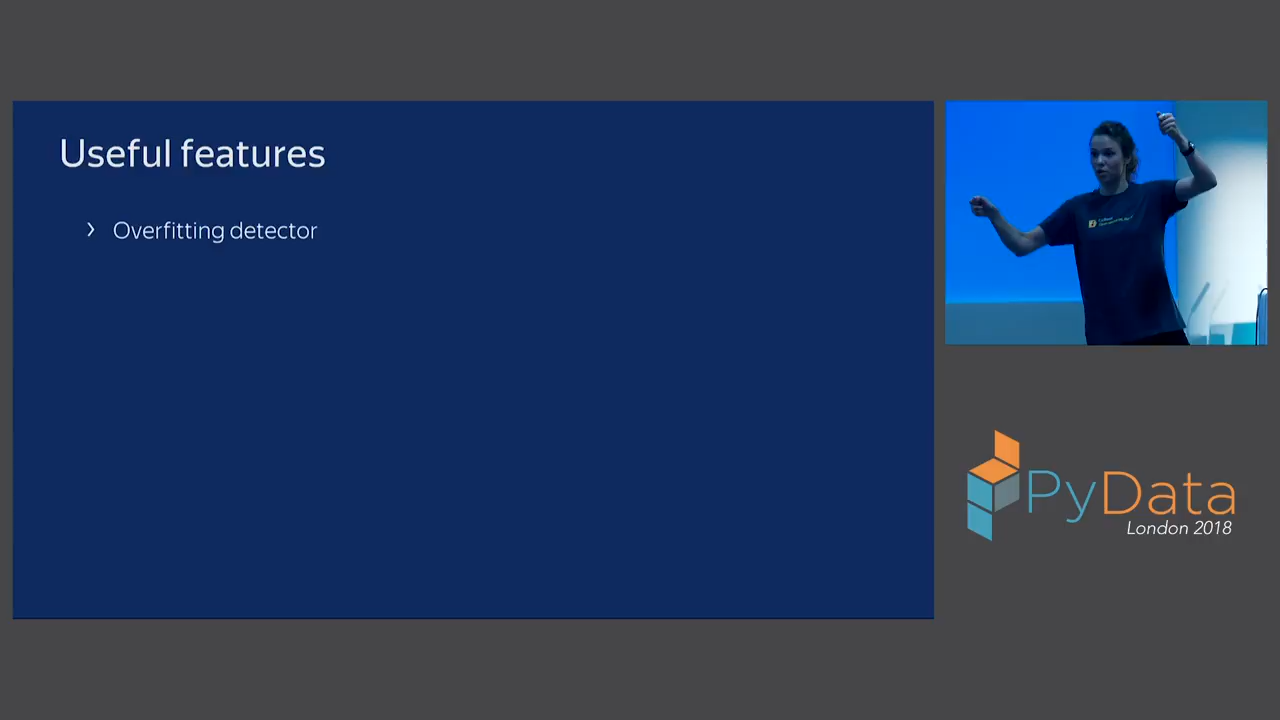 Useful features
› Overfitting detector
PyData
London 2018